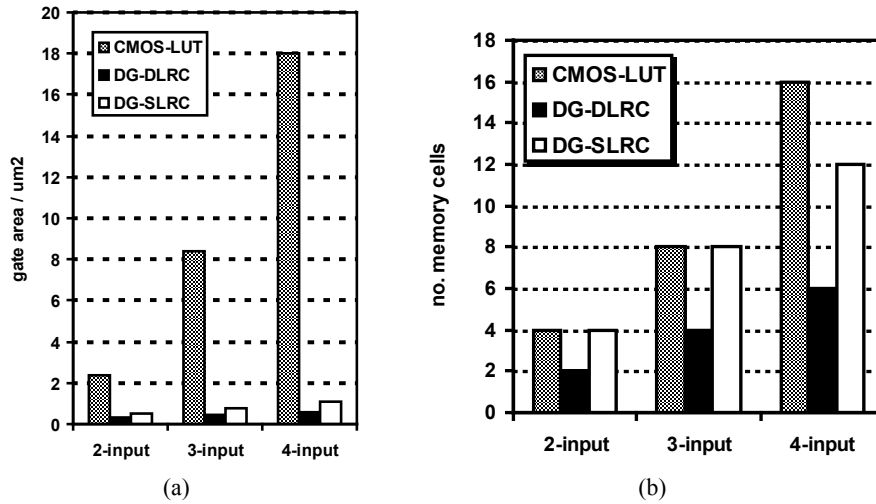 20
18
16
14
12
10
8
6
4
2
0
gate area / um2
CMOS-LUT
DG-DLRC
DG-SLRC
2-input 3-input 4-input
(a)
18
16
14
12
10
8
6
4
2
0
no. memory cells
CMOS-LUT
DG-DLRC
DG-SLRC
2-input 3-input 4-input
(b)